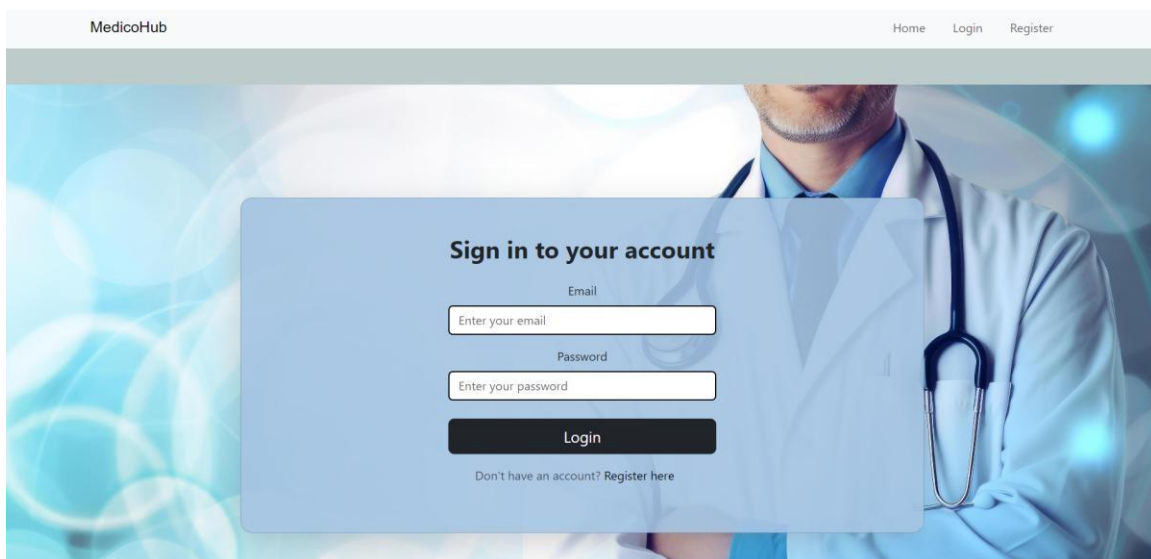 MedicoHub
Home Login Register
Sign in to your account
Email
Enter your email
Password
Enter your password
Login
Don't have an account? Register here